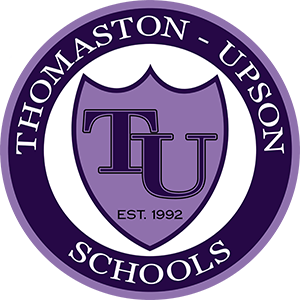 THOMASTON - UPSON
TU
EST. 1992
SCHOOLS